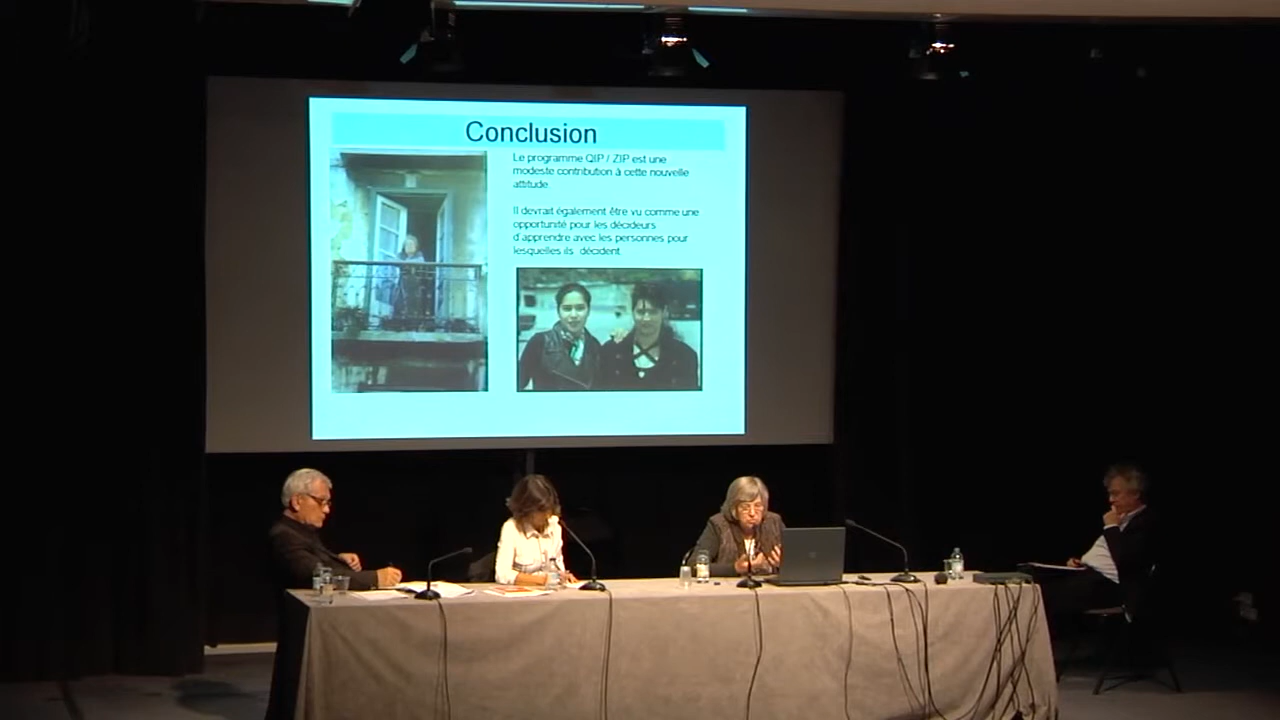 Conclusion
Le programme QIP / ZIP est une
modeste contribution à cette nouvelle
attitude.
Il devrait également être vu comme une
opportunité pour les décideurs
d'apprendre avec les personnes pour
lesquelles ils décident.